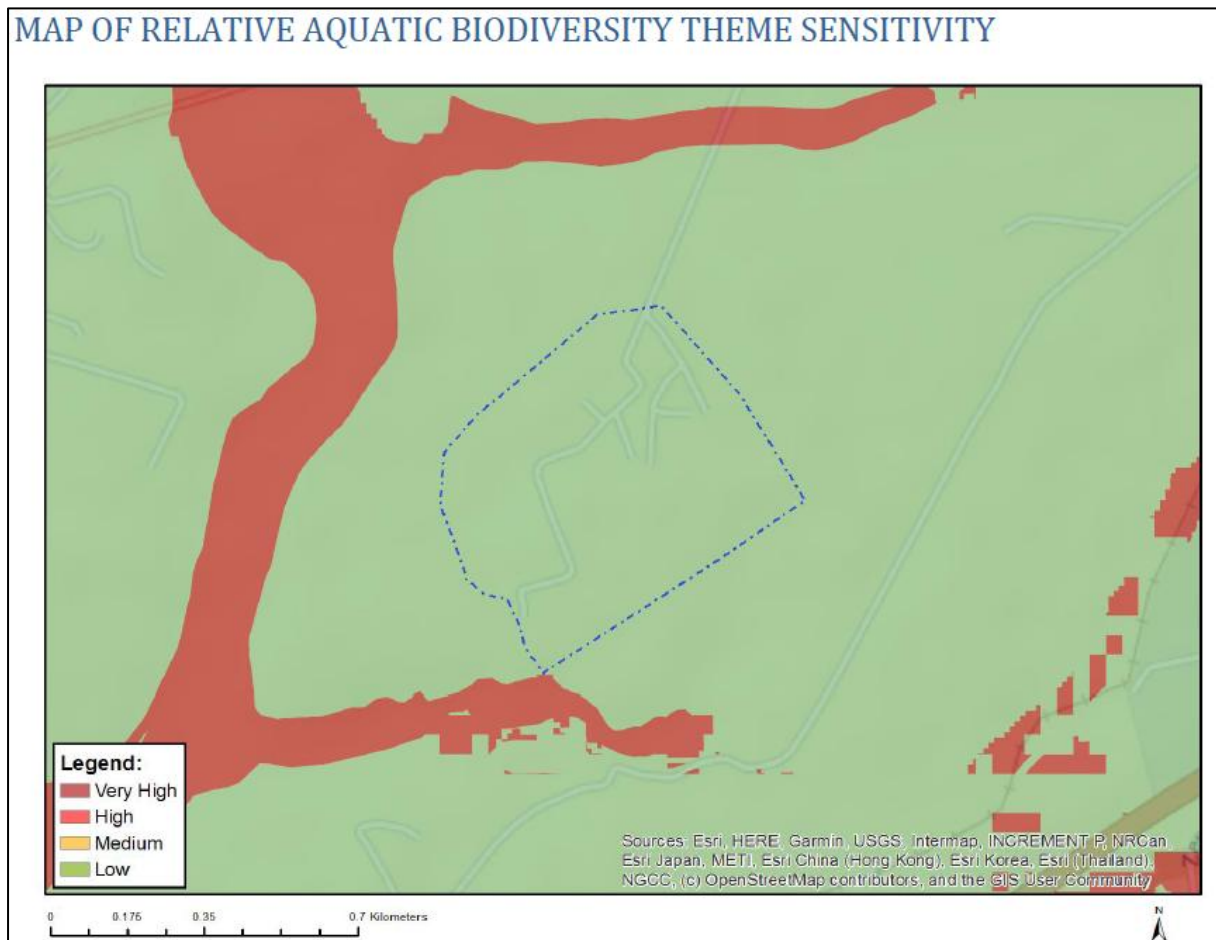 MAP OF RELATIVE AQUATIC BIODIVERSITY THEME SENSITIVITY
Legend:
Very High
High
Medium
Low
Sources: Esri, HERE, Garmin, USGS, Intermap, INCREMENT P, NRCan,
Esri Japan, METI, Esri China (Hong Kong), Esri Korea, Esri (Thailand),
NGCC, (c) OpenStreetMap contributors, and the GIS User Community
0 0.175 0.35 0.7 Kilometers
N